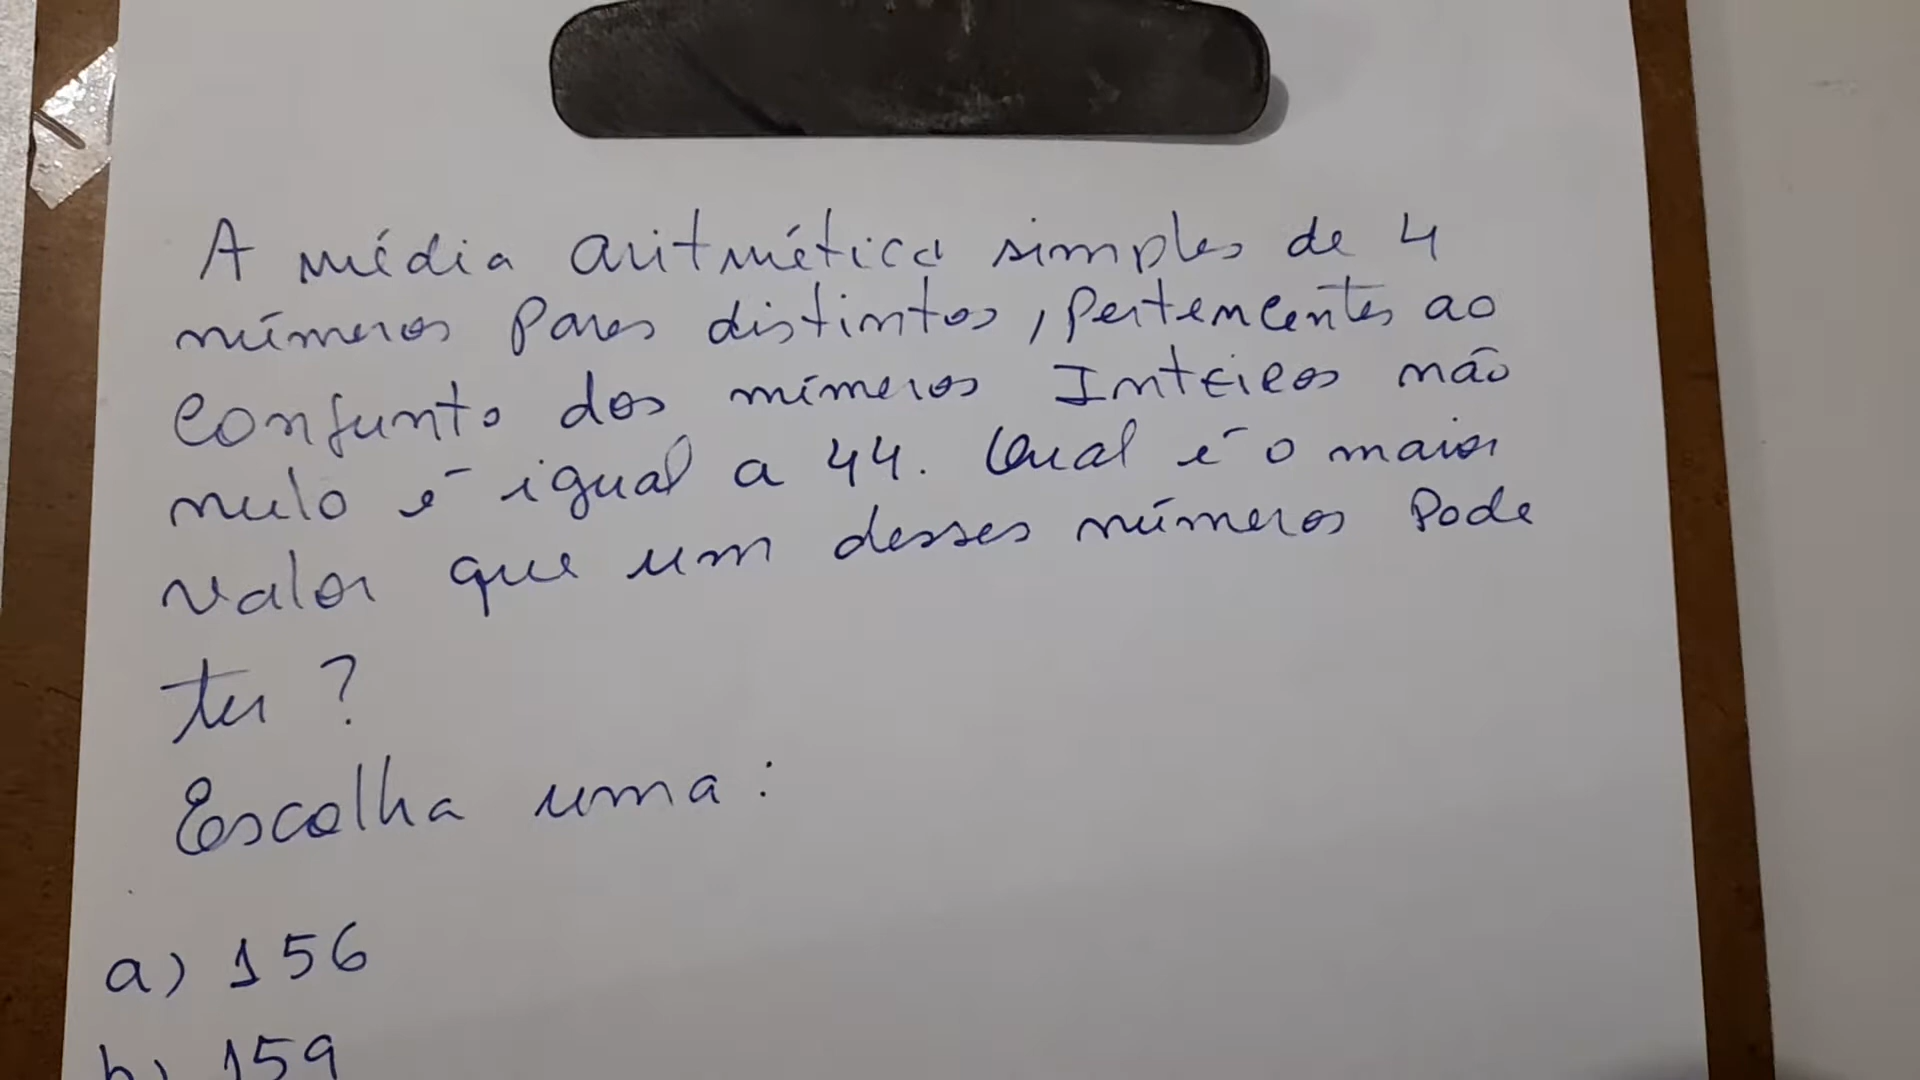 A média aritmética simples de 4
números Pares distintos, Pertencentes ao
conjunto dos números Inteiros não
nulo é igual a 44. Qual é o maior
valor que um desses números Pode
ter?
Escolha uma:
a) 156
b) 159